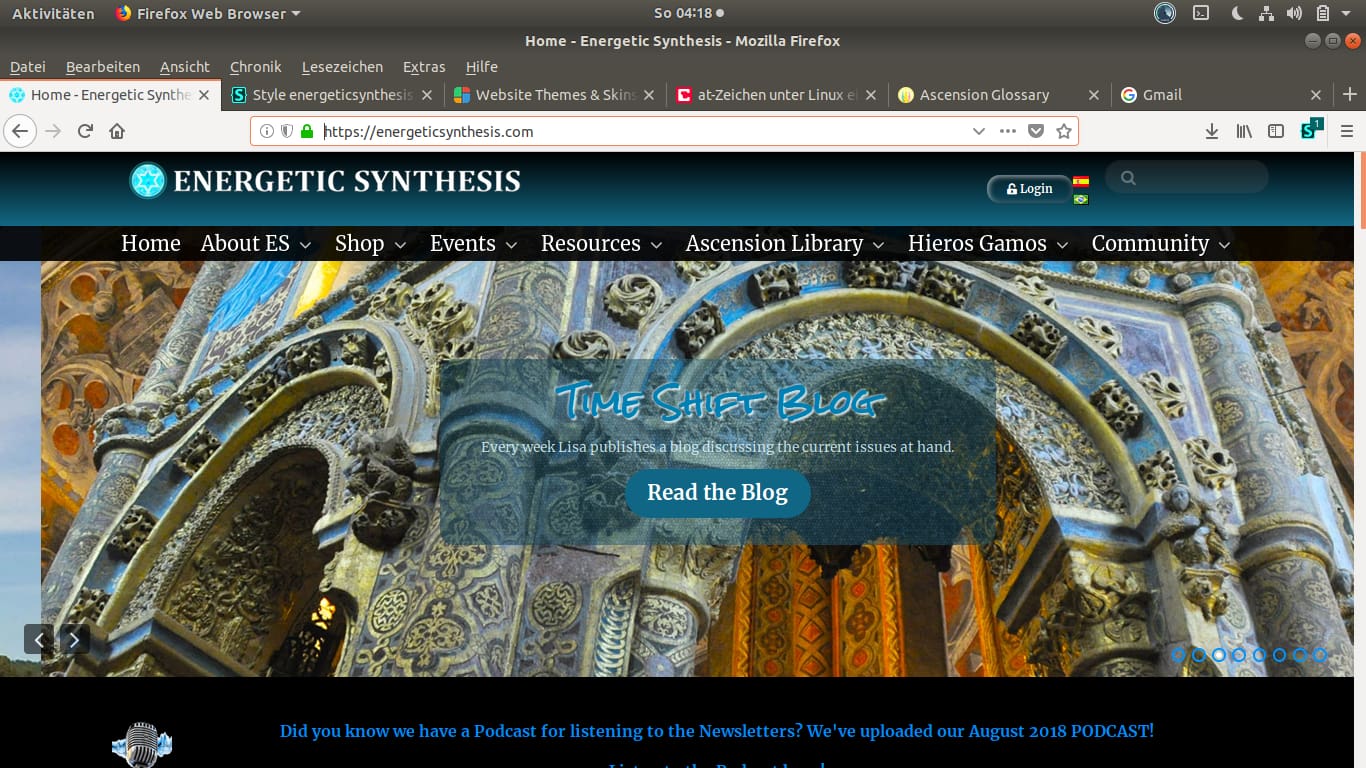 Aktivitäten Firefox Web Browser So 04:18
Home - Energetic Synthesis - Mozilla Firefox
Datei Bearbeiten Ansicht Chronik Lesezeichen Extras Hilfe
Home - Energetic Synthe Style energeticsynthesis Website Themes & Skins at-Zeichen unter Linux Ascension Glossary Gmail
https://energeticsynthesis.com 1
ENERGETIC SYNTHESIS
Login
Home About ES Shop Events Resources Ascension Library Hieros Gamos Community
Time Shift Blog
Every week Lisa publishes a blog discussing the current issues at hand.
Read the Blog
Did you know we have a Podcast for listening to the Newsletters? We've uploaded our August 2018 PODCAST!